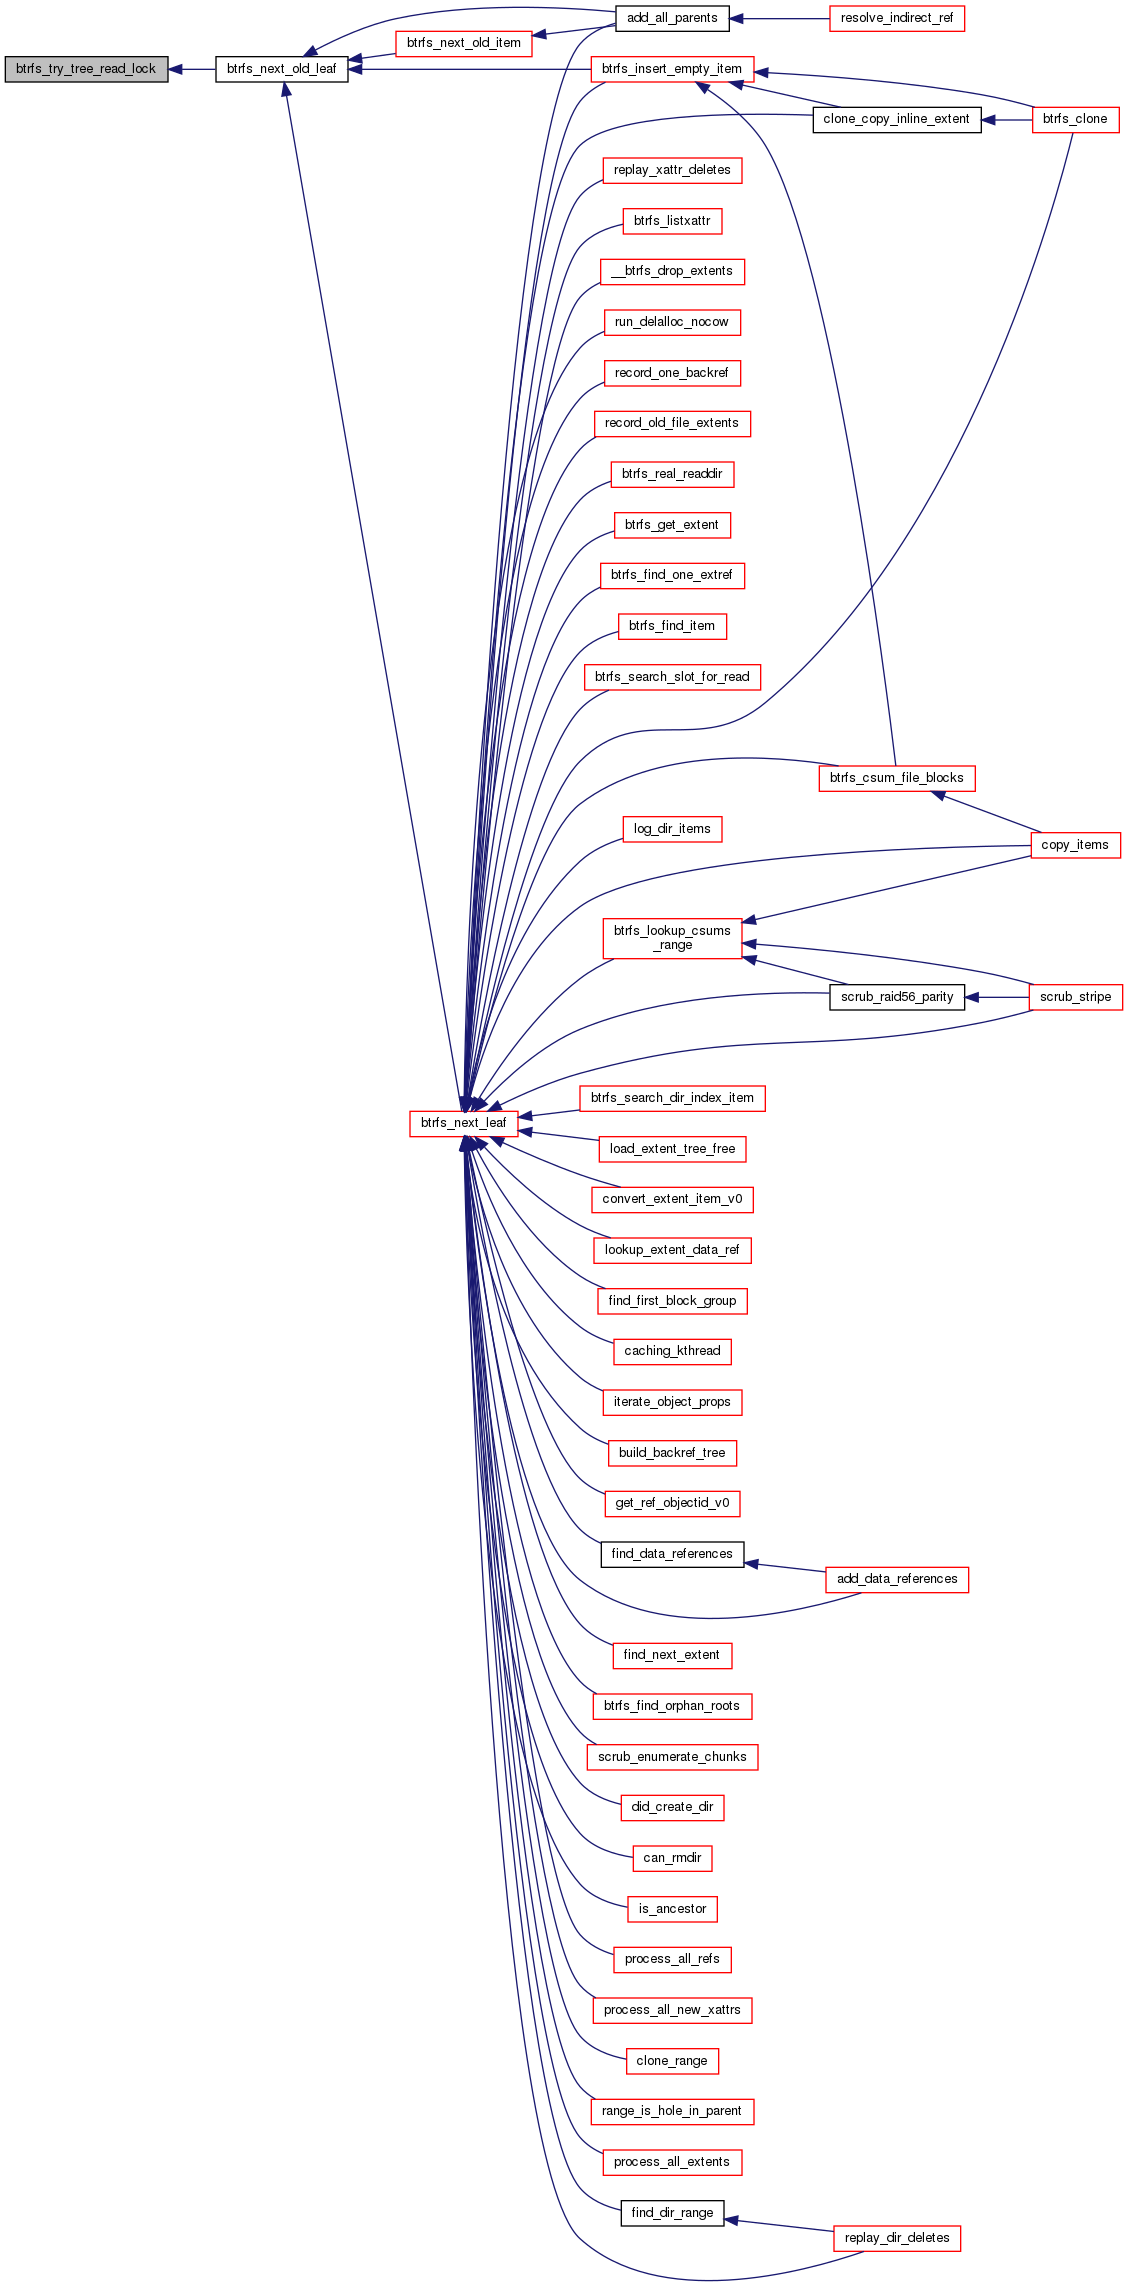 add_all_parents
resolve_indirect_ref
btrfs_next_old_item
btrfs_try_tree_read_lock
btrfs_next_old_leaf
btrfs_insert_empty_item
clone_copy_inline_extent
btrfs_clone
replay_xattr_deletes
btrfs_listxattr
__btrfs_drop_extents
run_delalloc_nocow
record_one_backref
record_old_file_extents
btrfs_real_readdir
btrfs_get_extent
btrfs_find_one_extref
btrfs_find_item
btrfs_search_slot_for_read
btrfs_csum_file_blocks
log_dir_items
copy_items
btrfs_lookup_csums
_range
scrub_raid56_parity
scrub_stripe
btrfs_search_dir_index_item
btrfs_next_leaf
load_extent_tree_free
convert_extent_item_v0
lookup_extent_data_ref
find_first_block_group
caching_kthread
iterate_object_props
build_backref_tree
get_ref_objectid_v0
find_data_references
add_data_references
find_next_extent
btrfs_find_orphan_roots
scrub_enumerate_chunks
did_create_dir
can_rmdir
is_ancestor
process_all_refs
process_all_new_xattrs
clone_range
range_is_hole_in_parent
process_all_extents
find_dir_range
replay_dir_deletes